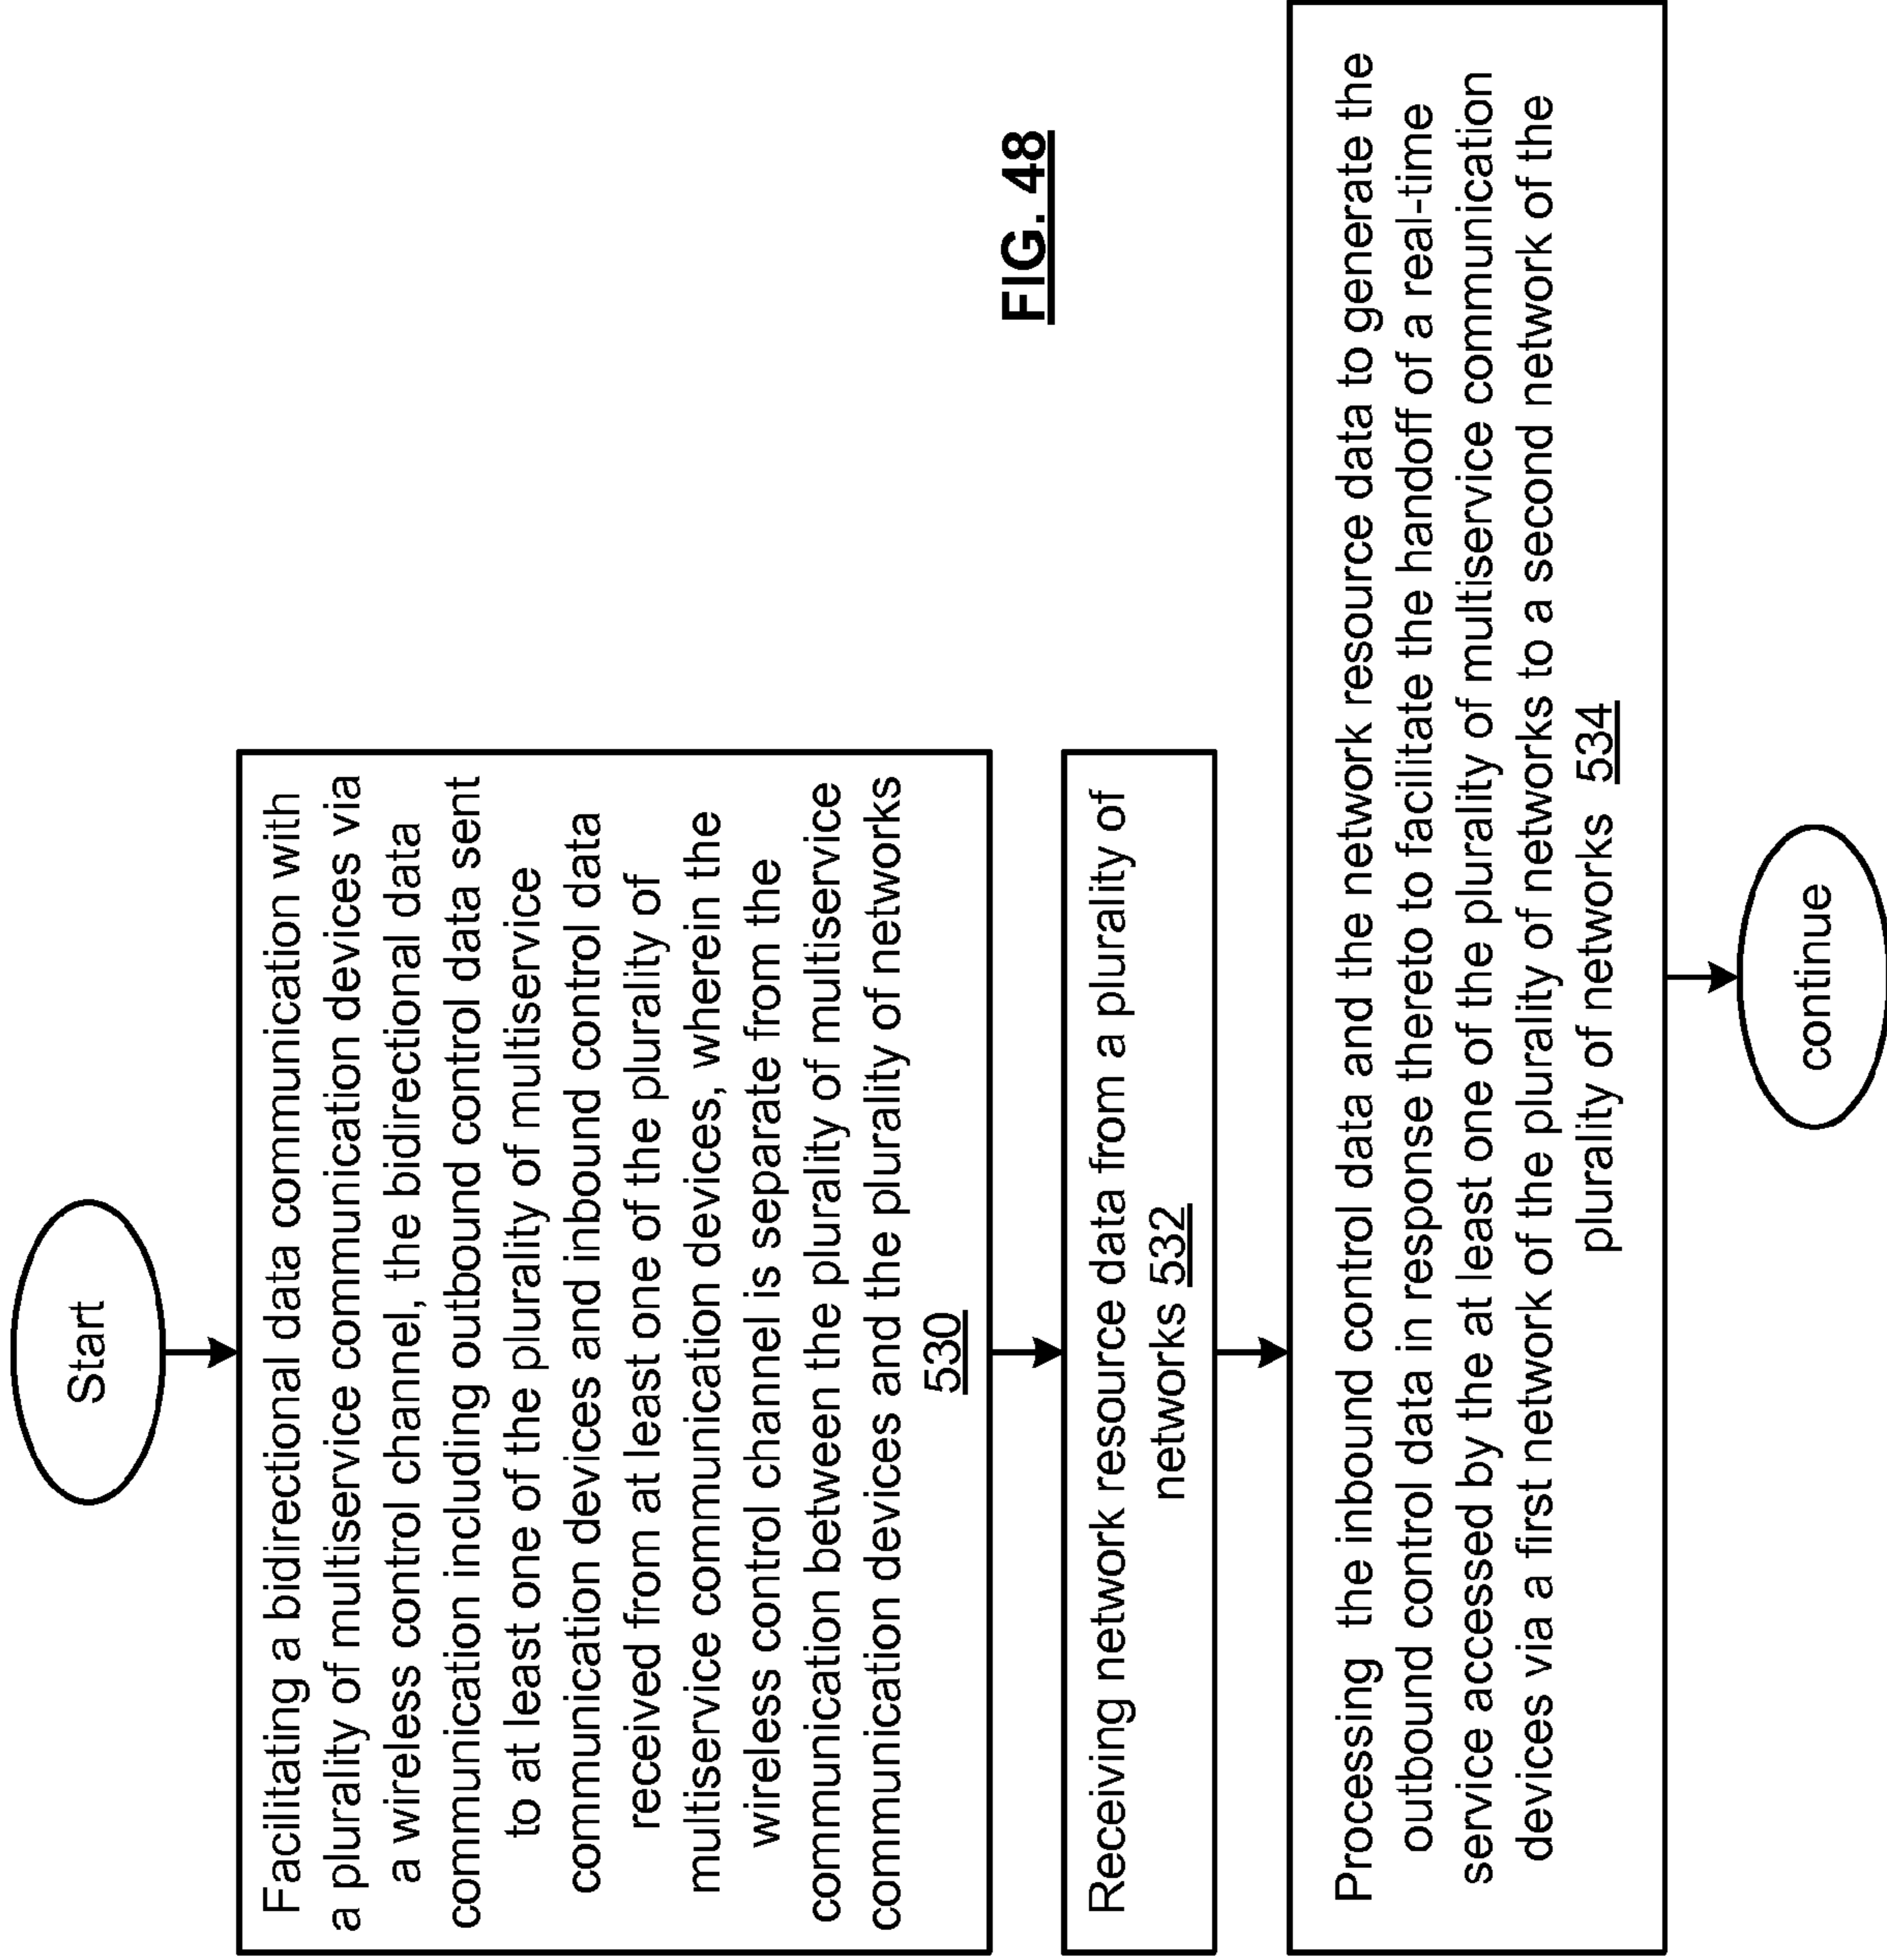 Start
Facilitating a bidirectional data communication with
a plurality of multiservice communication devices via
a wireless control channel, the bidirectional data
communication including outbound control data sent
to at least one of the plurality of multiservice
communication devices and inbound control data
received from at least one of the plurality of
multiservice communication devices, wherein the
wireless control channel is separate from the
communication between the plurality of multiservice
communication devices and the plurality of networks
530
Receiving network resource data from a plurality of
networks 532
Processing the inbound control data and the network resource data to generate the
outbound control data in response thereto to facilitate the handoff of a real-time
service accessed by the at least one of the plurality of multiservice communication
devices via a first network of the plurality of networks to a second network of the
plurality of networks 534
continue
FIG. 48